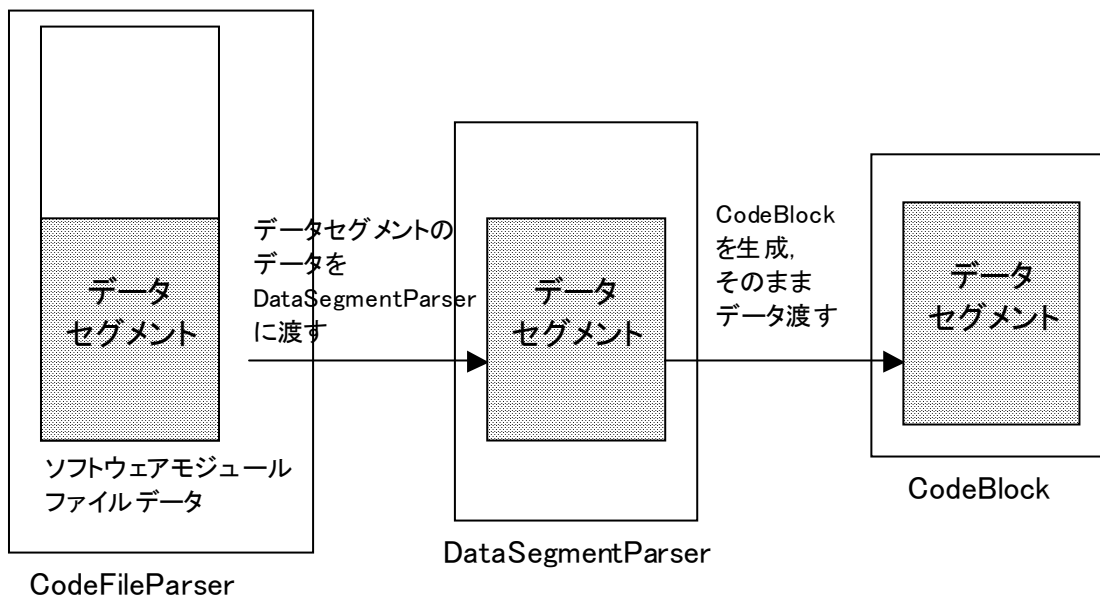 データ
セグメント
ソフトウェアモジュール
ファイルデータ
CodeFileParser
データセグメントの
データを
DataSegmentParser
に渡す
データ
セグメント
DataSegmentParser
CodeBlock
を生成,
そのまま
データ渡す
データ
セグメント
CodeBlock